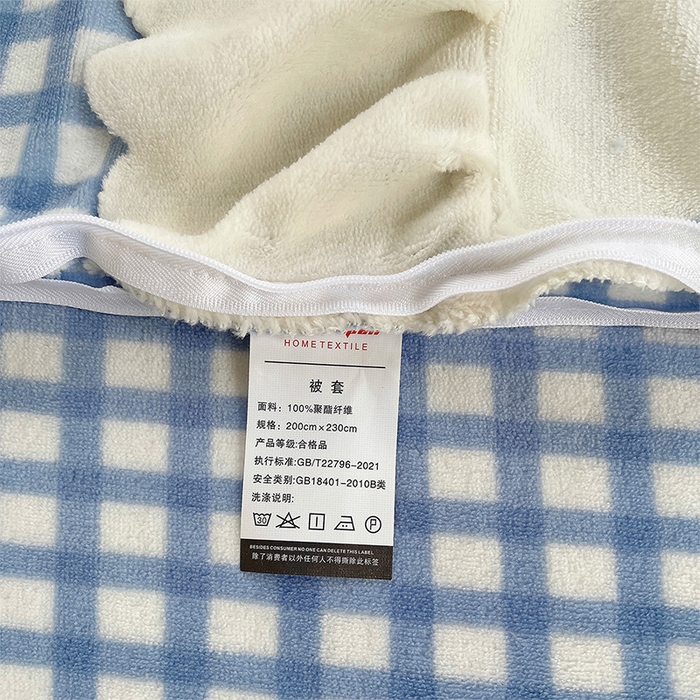 HOMETEXTILE
被套
面料：100%聚酯纤维
规格：200cm×230cm
产品等级:合格品
执行标准:GB/T22796-2021
安全类别:GB18401-2010B类
洗涤说明:
30
P
BESIDES CONSUMER NO ONE CAN DELETE THIS LABEL
除了消费者以外任何人不得撕除此标签